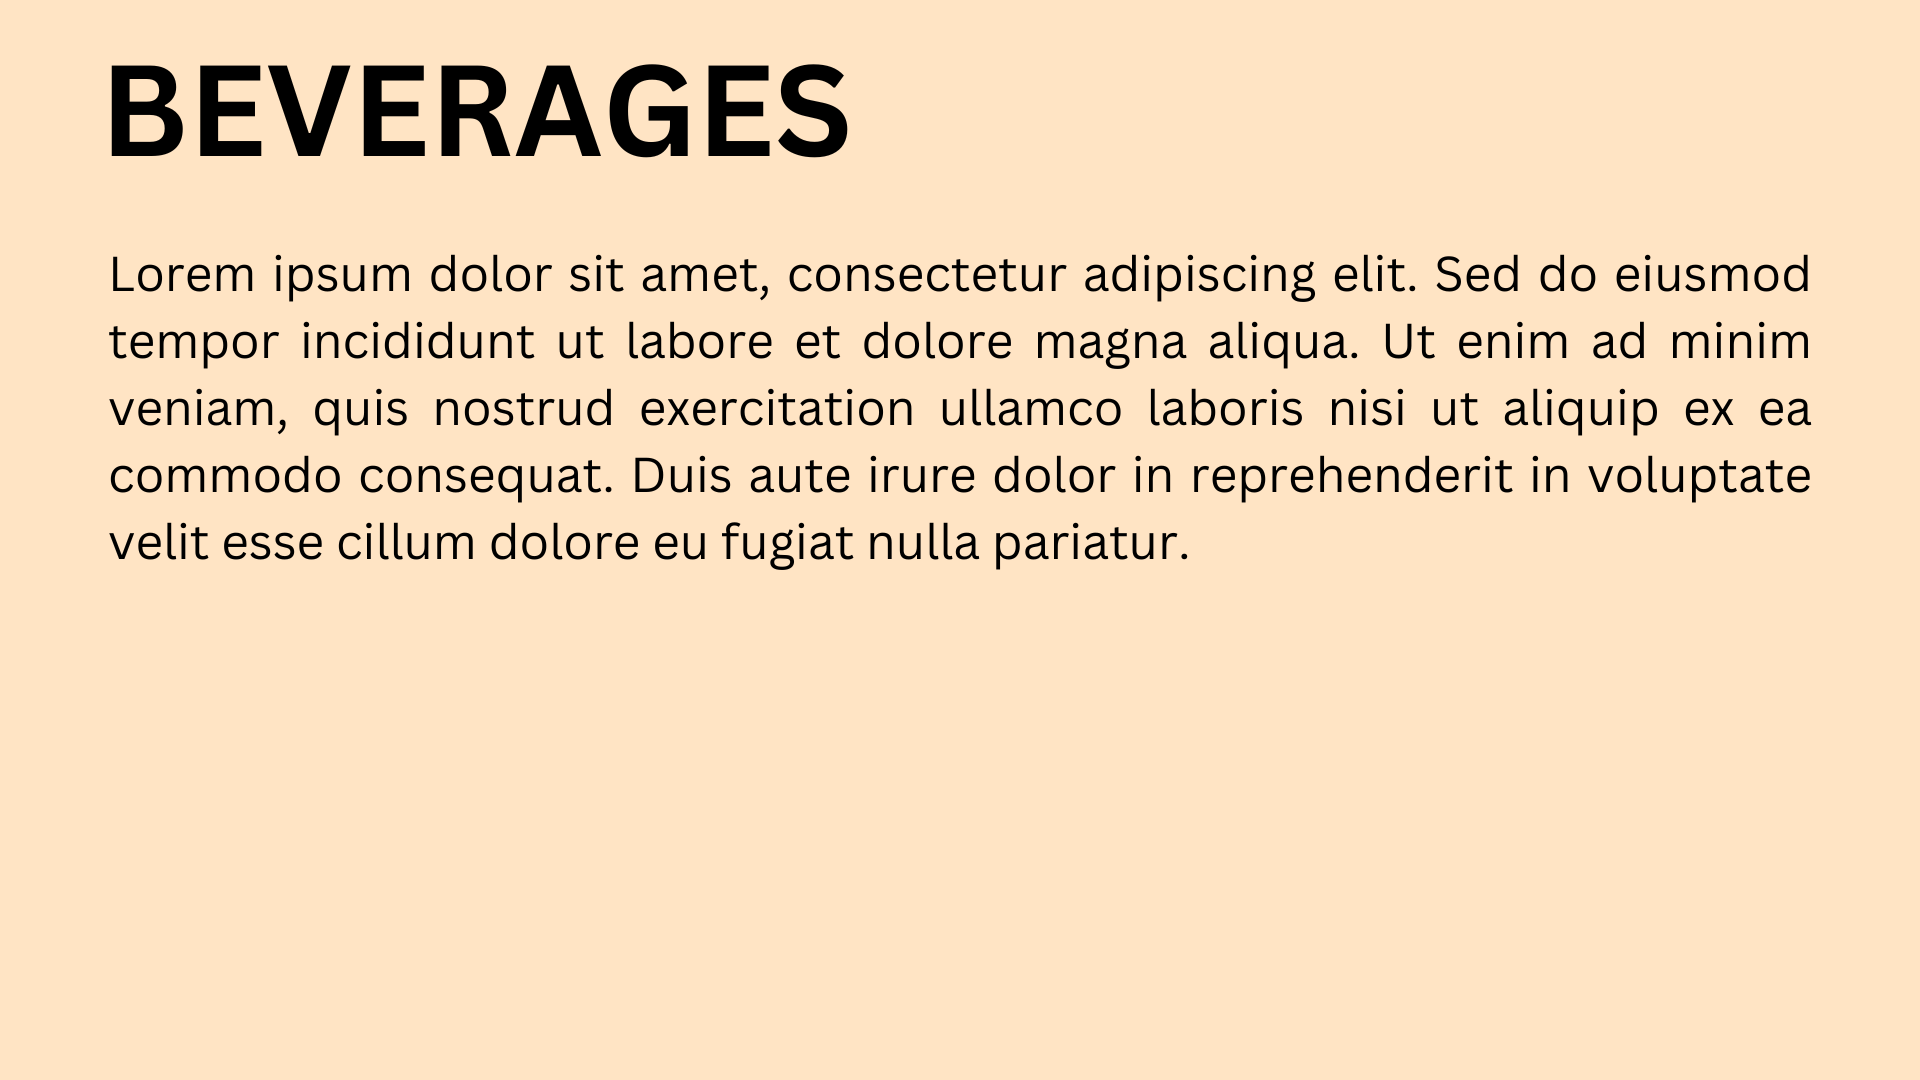 BEVERAGES
Lorem ipsum dolor sit amet, consectetur adipiscing elit. Sed do eiusmod
tempor incididunt ut labore et dolore magna aliqua. Ut enim ad minim
veniam, quis nostrud exercitation ullamco laboris nisi ut aliquip ex ea
commodo consequat. Duis aute irure dolor in reprehenderit in voluptate
velit esse cillum dolore eu fugiat nulla pariatur.